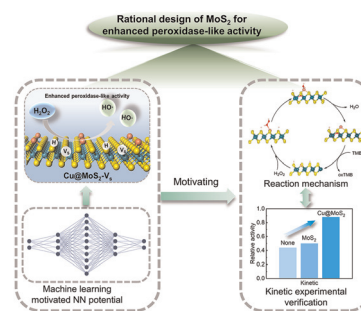 Rational design of MoS₂ for
enhanced peroxidase-like activity
Enhanced peroxidase-like activity
H₂O₂
HO·
HO·
H
Vₛ
H
Vₛ
Cu@MoS₂-Vₛ
Machine learning
motivated NN potential
Motivating
H₂O
TMB
oxTMB
H₂O₂
Reaction mechanism
Relative activity
1.0
0.8
0.6
0.4
0.2
0.0
None
MoS₂
Cu@MoS₂
Kinetic
Kinetic experimental
verification